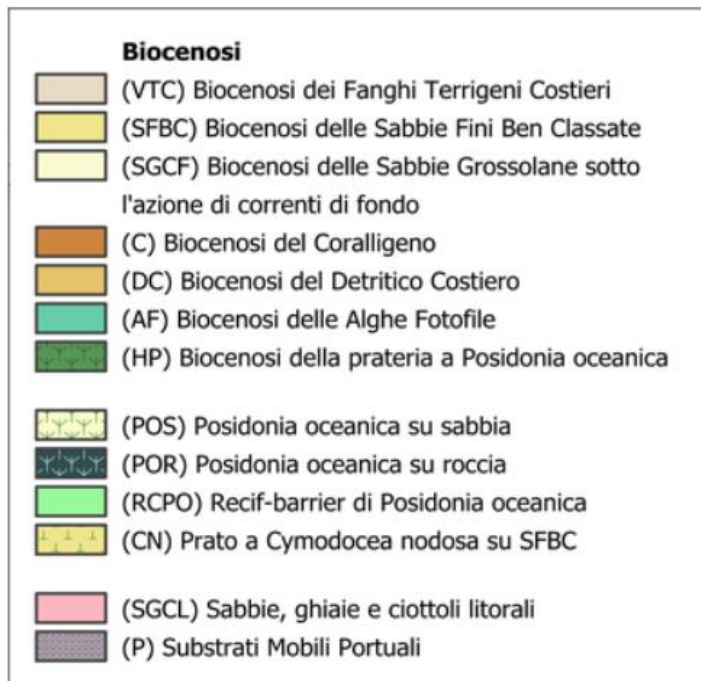 Biocenosi
(VTC) Biocenosi dei Fanghi Terrigeni Costieri
(SFBC) Biocenosi delle Sabbie Fini Ben Classate
(SGCF) Biocenosi delle Sabbie Grossolane sotto
l'azione di correnti di fondo
(C) Biocenosi del Coralligeno
(DC) Biocenosi del Detritico Costiero
(AF) Biocenosi delle Alghe Fotofile
(HP) Biocenosi della prateria a Posidonia oceanica
(POS) Posidonia oceanica su sabbia
(POR) Posidonia oceanica su roccia
(RCPO) Recif-barrier di Posidonia oceanica
(CN) Prato a Cymodocea nodosa su SFBC
(SGCL) Sabbie, ghiaie e ciottoli litorali
(P) Substrati Mobili Portuali